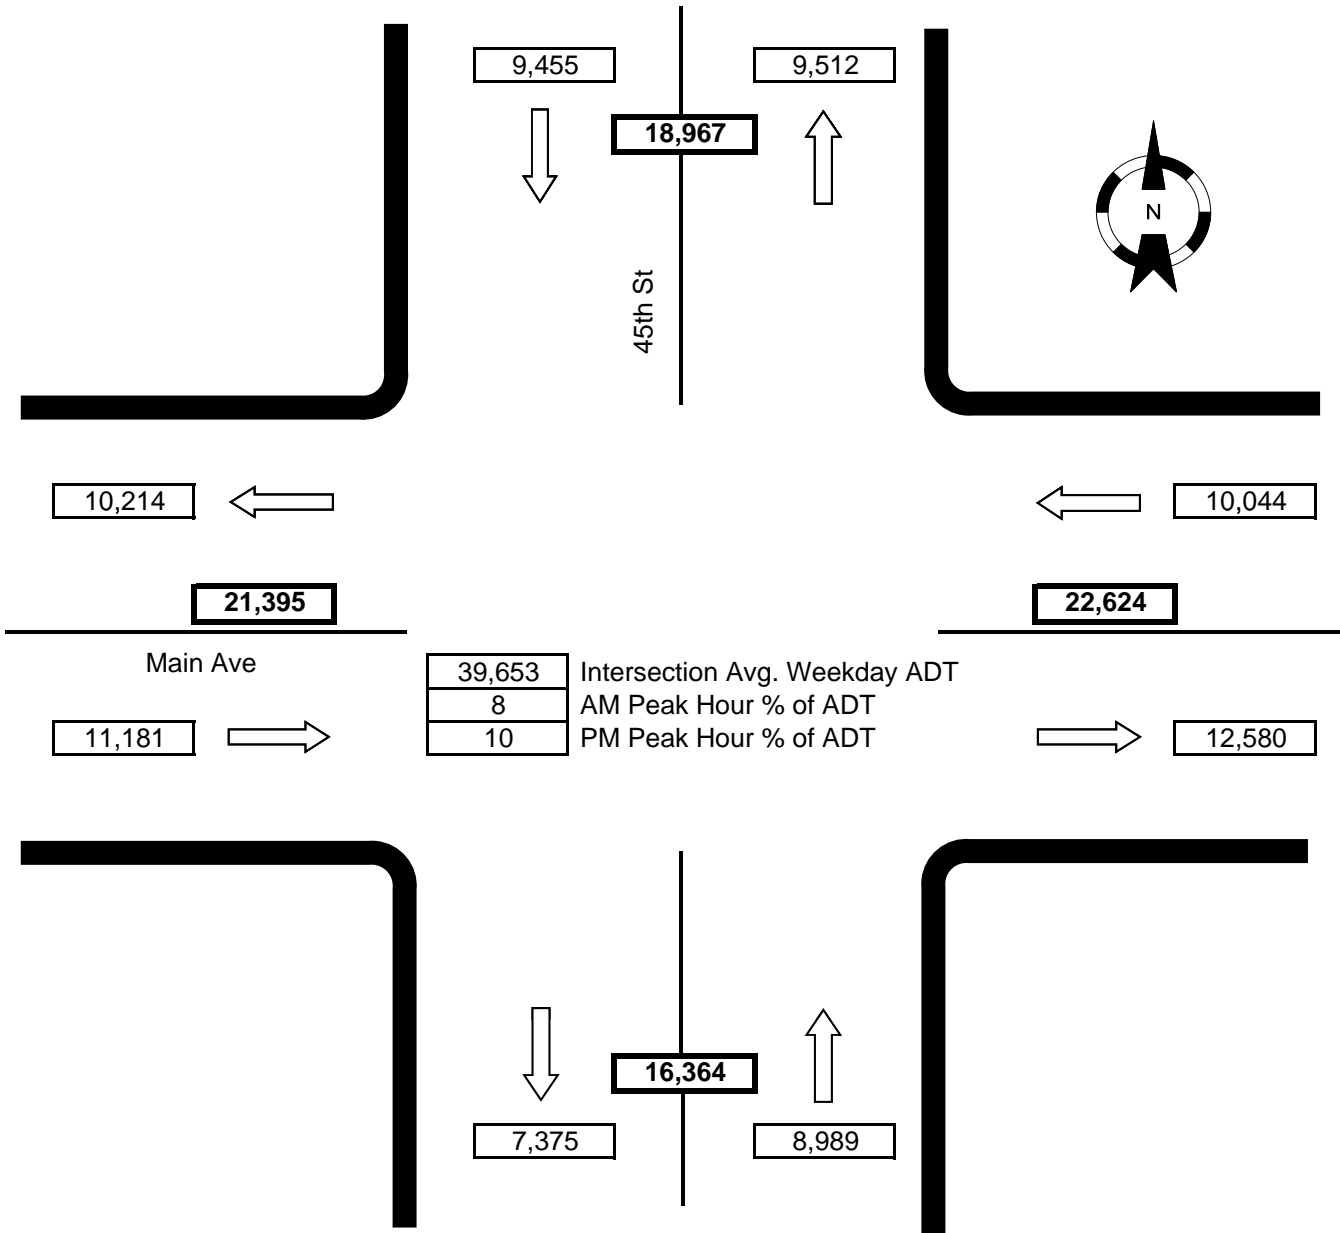 9,455
9,512
18,967
N
45th St
10,214
10,044
21,395
22,624
Main Ave
39,653 Intersection Avg. Weekday ADT
8 AM Peak Hour % of ADT
11,181
10 PM Peak Hour % of ADT
12,580
16,364
7,375
8,989